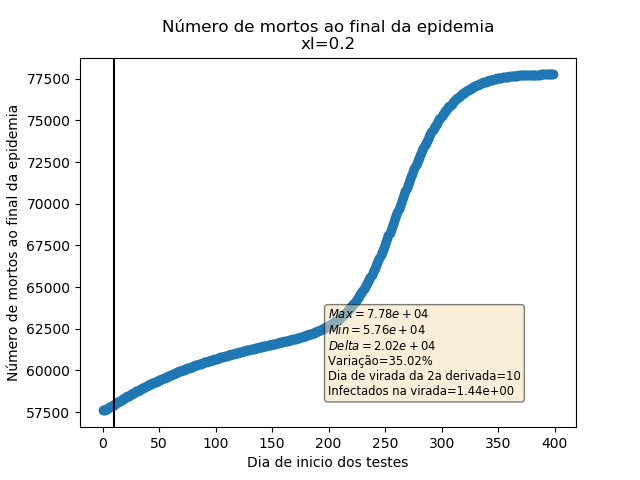 Número de mortos ao final da epidemia
xI=0.2
Número de mortos ao final da epidemia
77500
75000
72500
70000
67500
65000
62500
60000
57500
Max = 7.78e + 04
Min = 5.76e + 04
Delta = 2.02e + 04
Variação=35.02%
Dia de virada da 2a derivada=10
Infectados na virada=1.44e+00
0 50 100 150 200 250 300 350 400
Dia de inicio dos testes